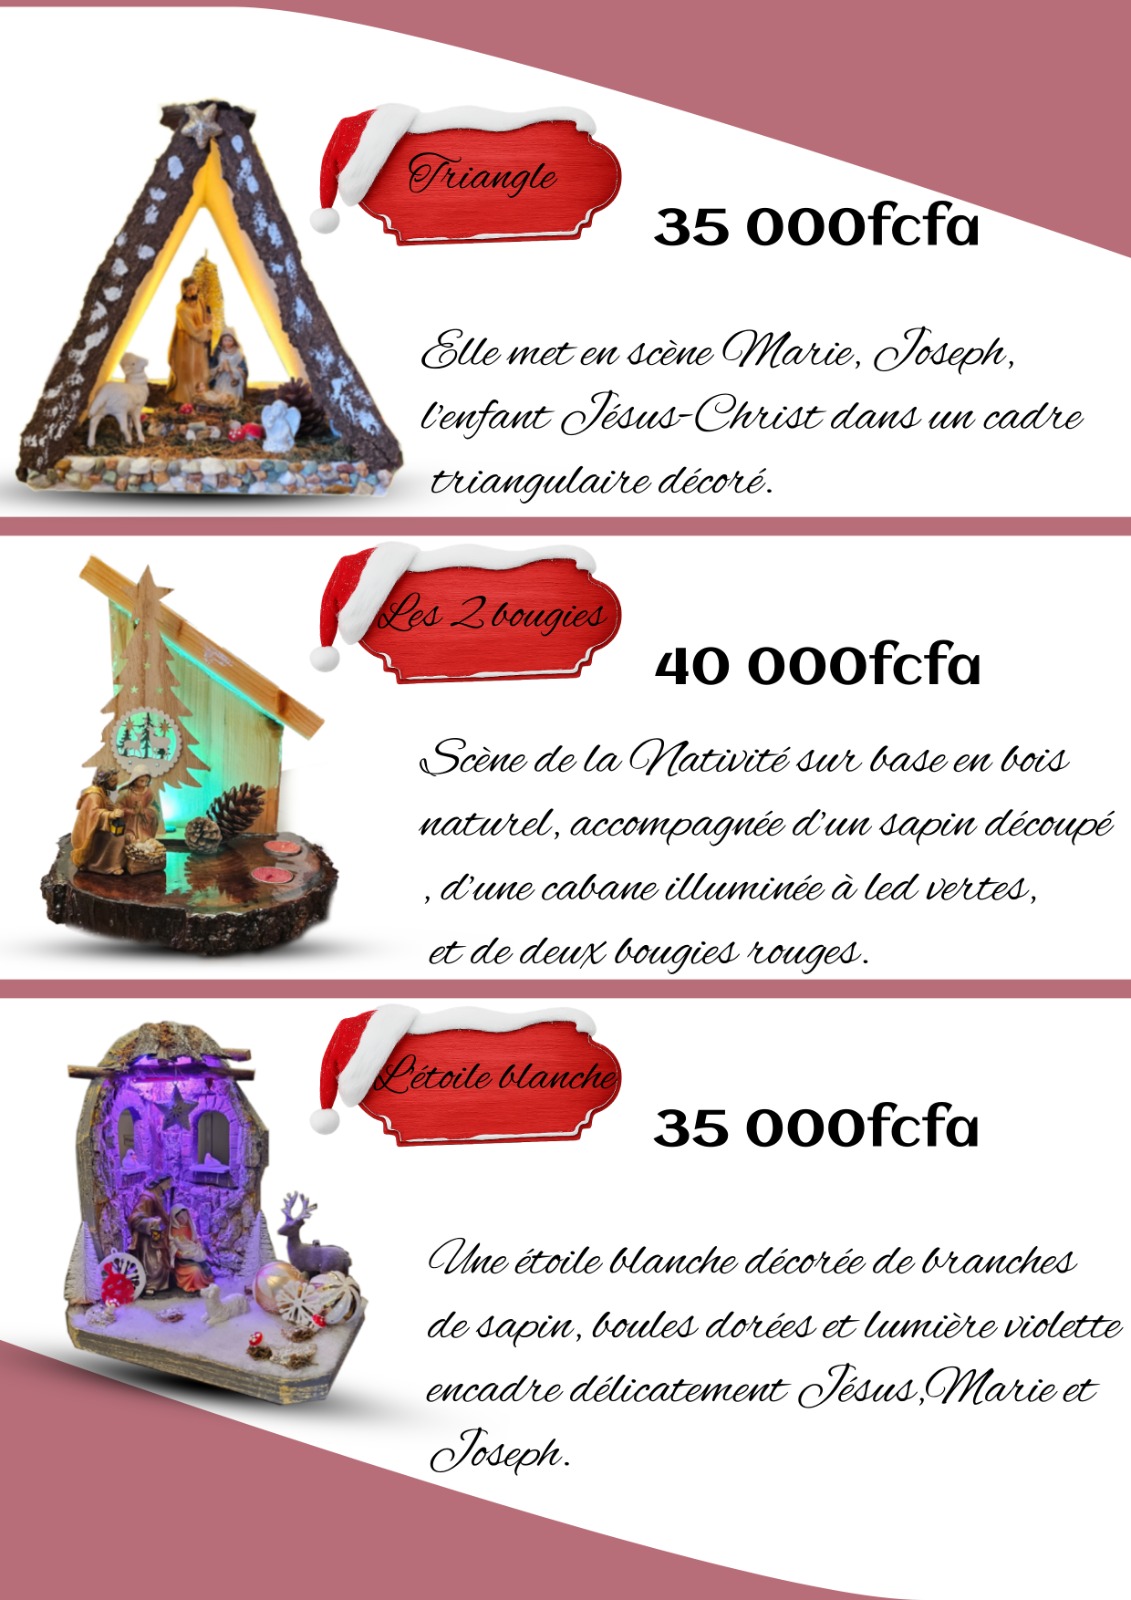 Triangle
35 000fcfa
Elle met en scène Marie, Joseph,
l'enfant Jésus-Christ dans un cadre
triangulaire décoré.
Les 2 bougies
40 000fcfa
Scène de la Nativité sur base en bois
naturel, accompagnée d'un sapin découpé
, d'une cabane illuminée à led vertes,
et de deux bougies rouges.
L'étoile blanche
35 000fcfa
Une étoile blanche décorée de branches
de sapin, boules dorées et lumière violette
encadre délicatement Jésus,Marie et
Joseph.